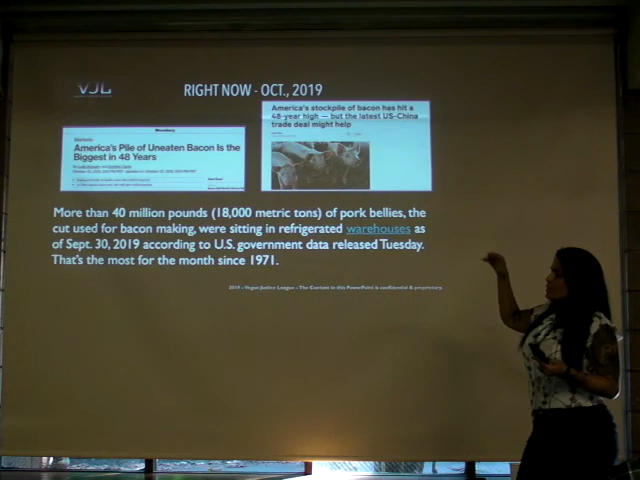 VJL
RIGHT NOW - OCT., 2019
Bloomberg
Markets
America's Pile of Uneaten Bacon Is the
Biggest in 48 Years
America's stockpile of bacon has hit a
48-year high — but the latest US-China
trade deal might help
More than 40 million pounds (18,000 metric tons) of pork bellies, the
cut used for bacon making, were sitting in refrigerated warehouses as
of Sept. 30, 2019 according to U.S. government data released Tuesday.
That's the most for the month since 1971.
2019 - Vegan Justice League - The Content in this PowerPoint is confidential & proprietary.